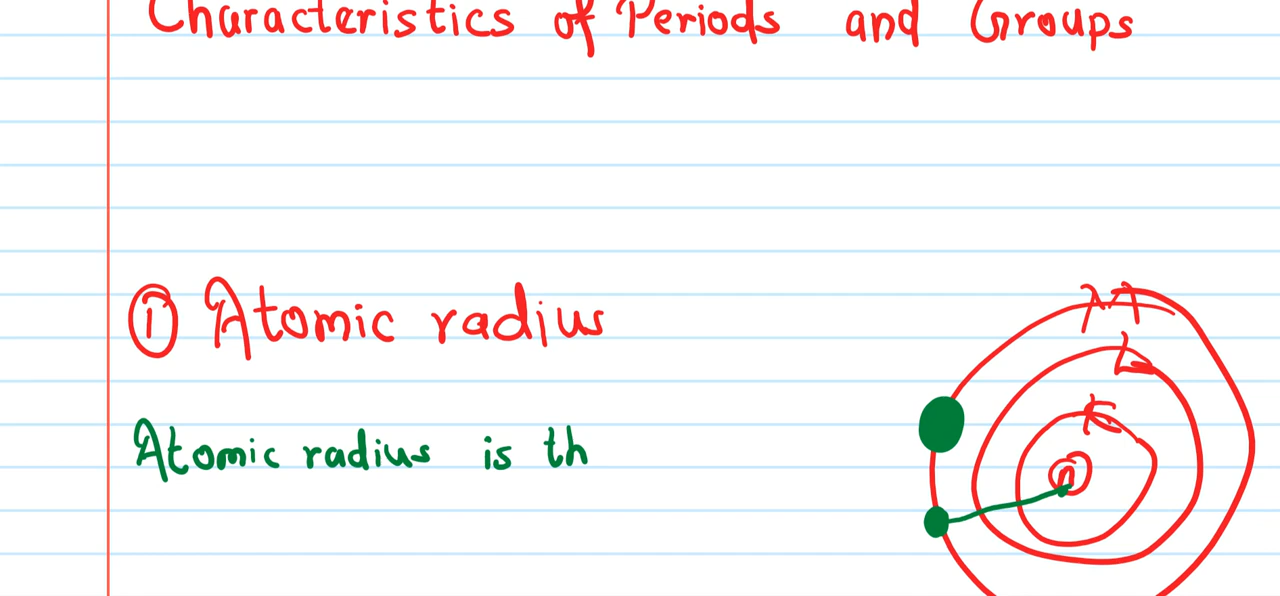 Characteristics of Periods and Groups
① Atomic radius
Atomic radius is th
M
L
K
n